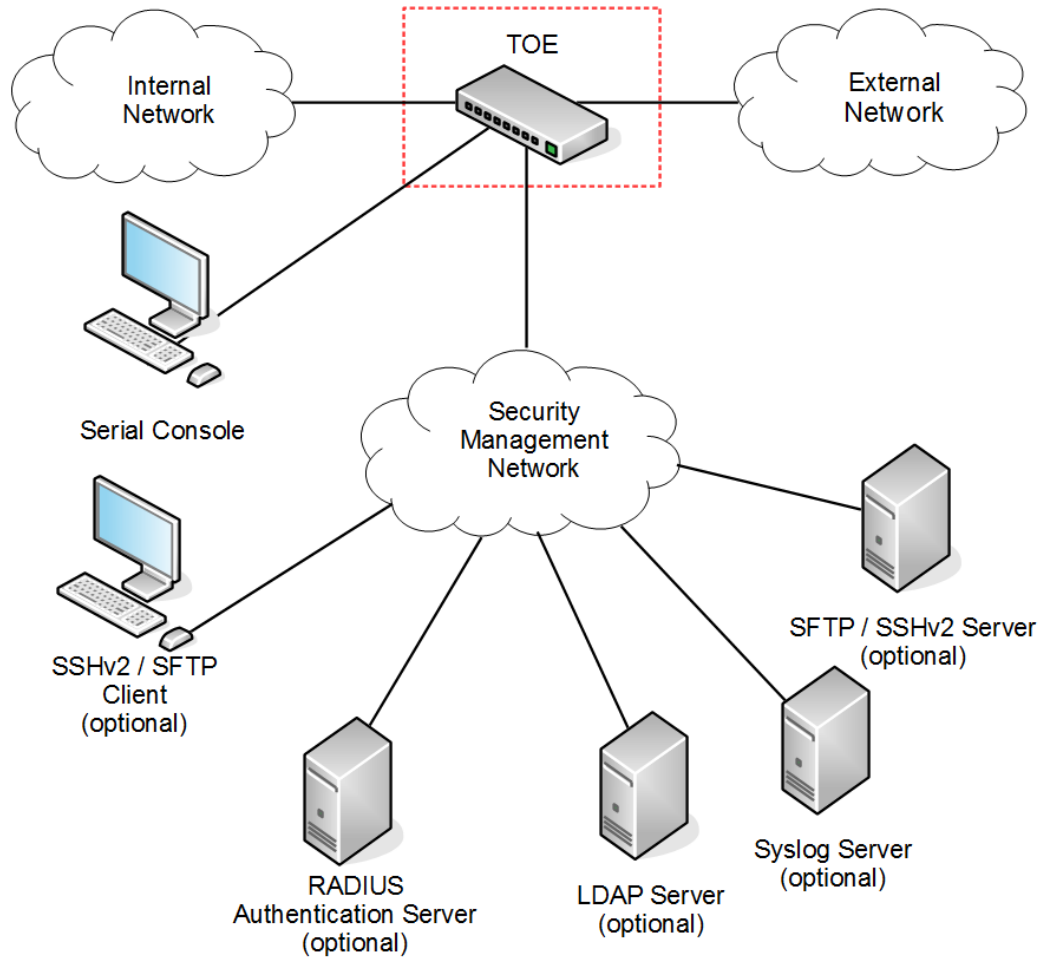 TOE
Internal
Network
External
Network
Serial Console
Security
Management
Network
SSHv2 / SFTP
Client
(optional)
SFTP / SSHv2 Server
(optional)
RADIUS
Authentication Server
(optional)
LDAP Server
(optional)
Syslog Server
(optional)